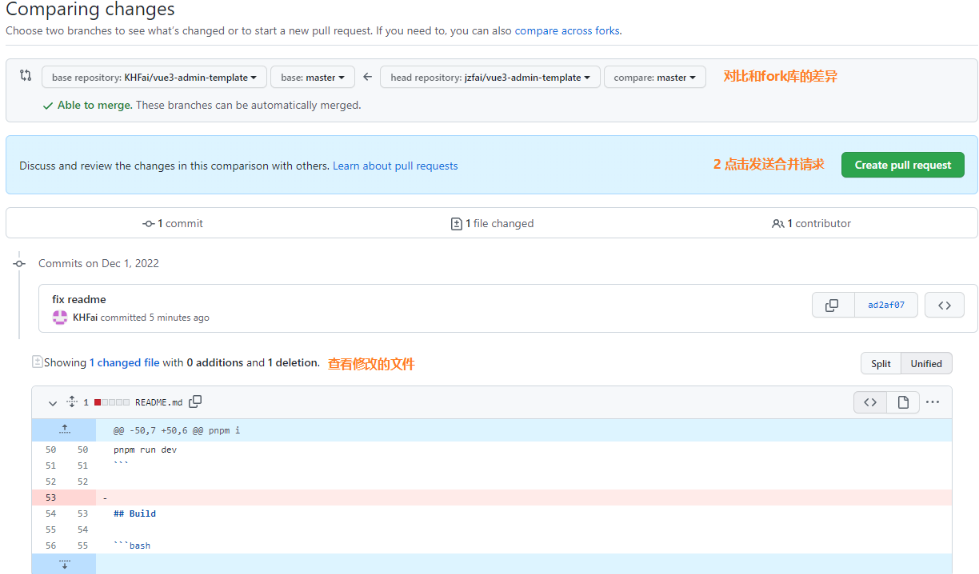 Comparing changes
Choose two branches to see what's changed or to start a new pull request. If you need to, you can also compare across forks.
base repository: KHFai/vue3-admin-template base: master head repository: jzfai/vue3-admin-template compare: master 对比和fork库的差异
Able to merge. These branches can be automatically merged.
Discuss and review the changes in this comparison with others. Learn about pull requests 2 点击发送合并请求 Create pull request
1 commit 1 file changed 1 contributor
Commits on Dec 1, 2022
fix readme
KHFai committed 5 minutes ago ad2af07
Showing 1 changed file with 0 additions and 1 deletion. 查看修改的文件 Split Unified
1 README.md
@@ -50,7 +50,6 @@ pnpm i
50 50 pnpm run dev
51 51 ```
52 52
53 -
54 53 ## Build
55 54
56 55 ```bash